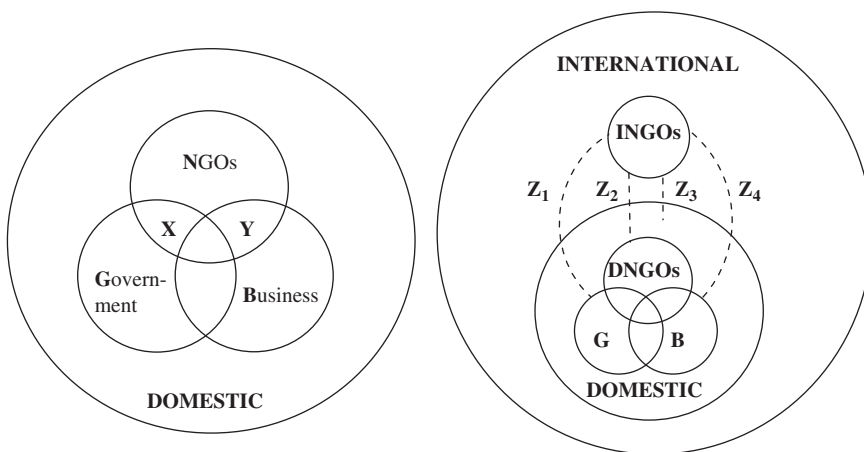 NGOs
X Y
Govern-
ment
Business
DOMESTIC
INTERNATIONAL
INGOs
Z1 Z2 Z3 Z4
DNGOs
G B
DOMESTIC